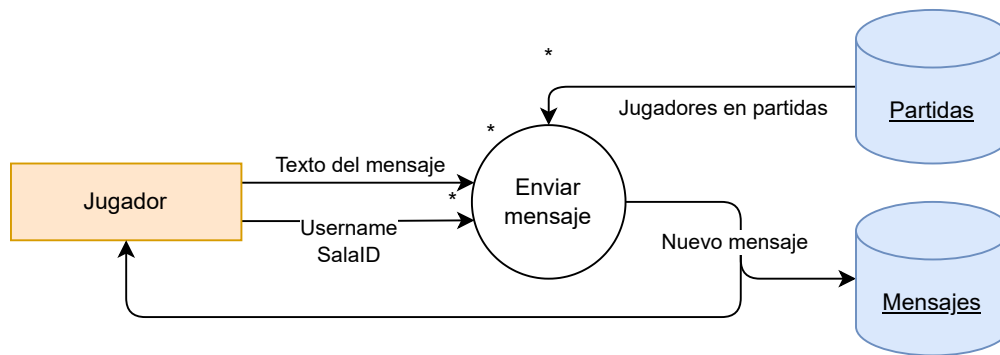 *
Jugadores en partidas
Partidas
*
Texto del mensaje
*
Jugador
Enviar
mensaje
Username
SalaID
Nuevo mensaje
Mensajes